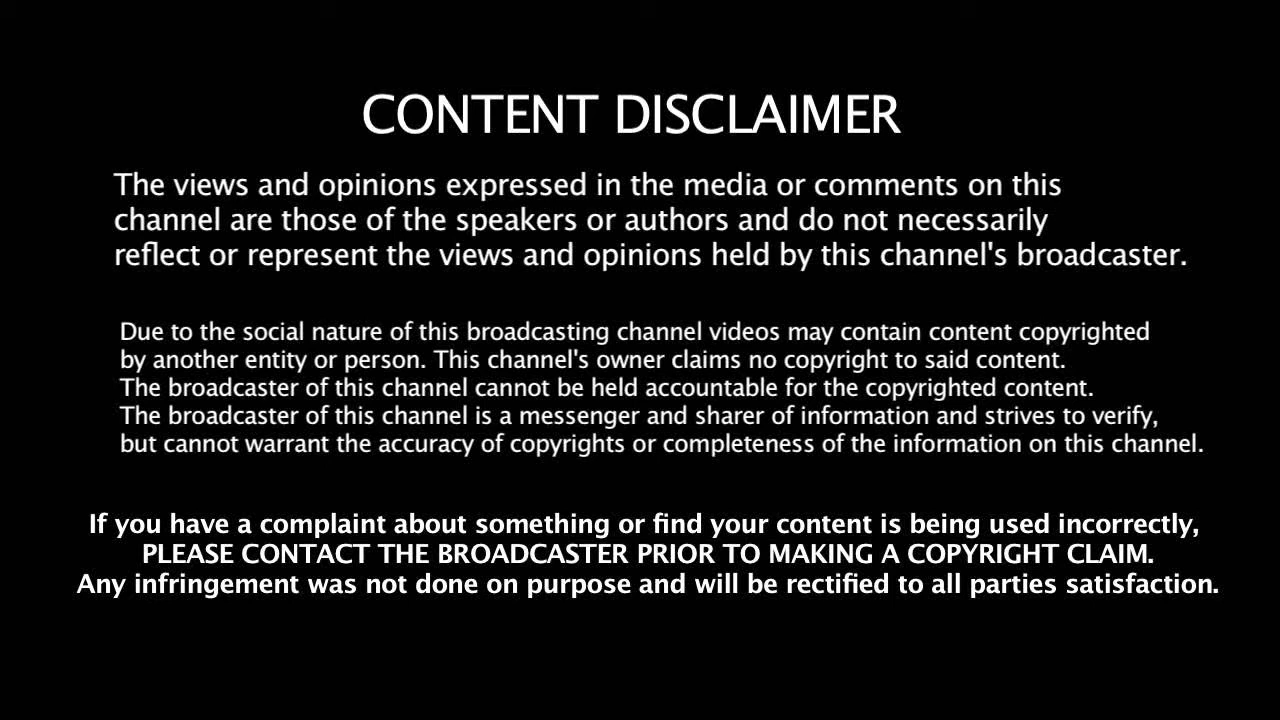 CONTENT DISCLAIMER
The views and opinions expressed in the media or comments on this
channel are those of the speakers or authors and do not necessarily
reflect or represent the views and opinions held by this channel's broadcaster.
Due to the social nature of this broadcasting channel videos may contain content copyrighted
by another entity or person. This channel's owner claims no copyright to said content.
The broadcaster of this channel cannot be held accountable for the copyrighted content.
The broadcaster of this channel is a messenger and sharer of information and strives to verify,
but cannot warrant the accuracy of copyrights or completeness of the information on this channel.
If you have a complaint about something or find your content is being used incorrectly,
PLEASE CONTACT THE BROADCASTER PRIOR TO MAKING A COPYRIGHT CLAIM.
Any infringement was not done on purpose and will be rectified to all parties satisfaction.